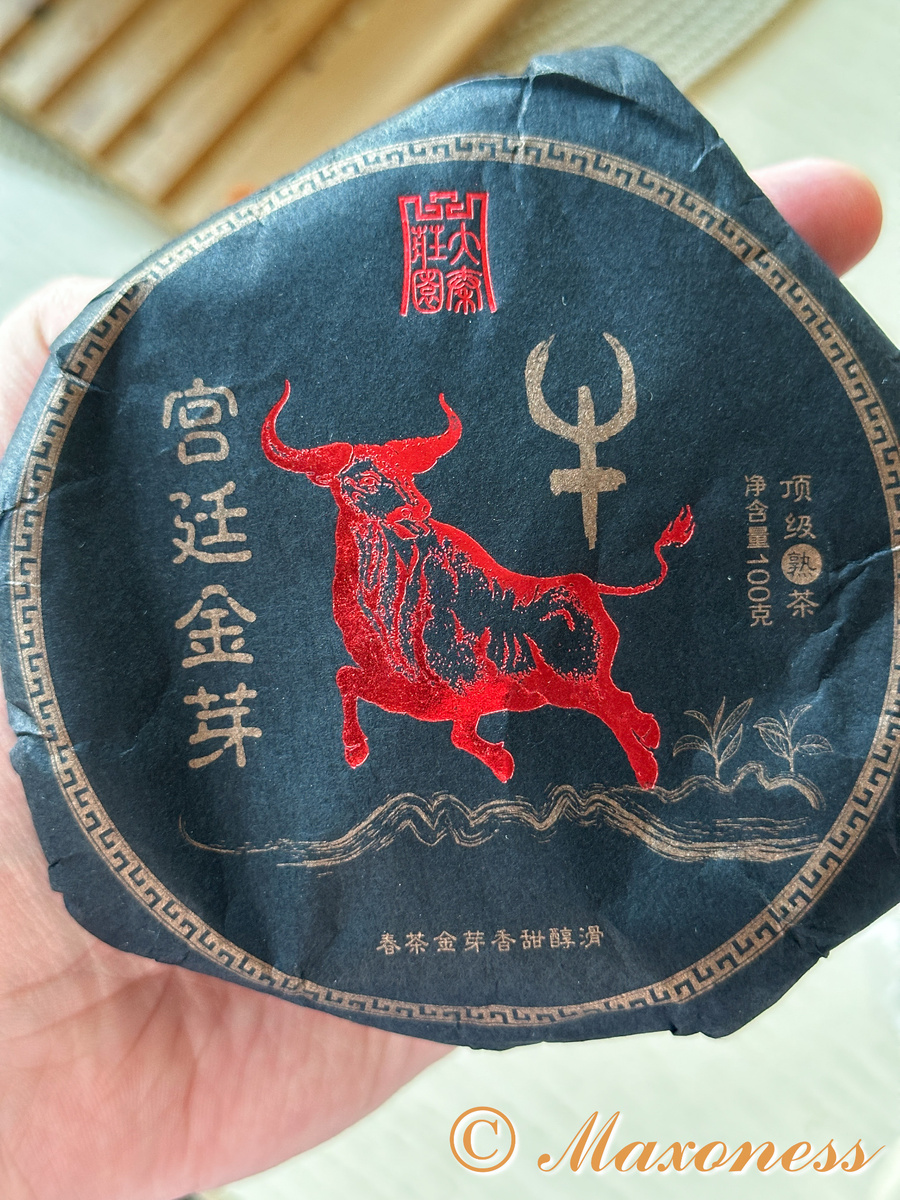 大秦
莊園
牛
顶级熟茶
净含量100克
宫廷金芽
春茶金芽香甜醇滑
© Maxoness